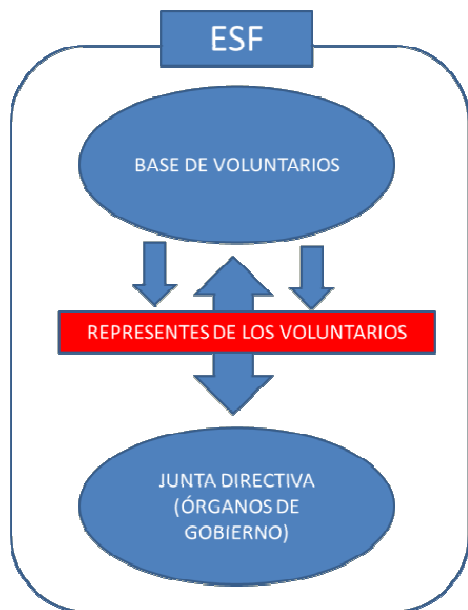 ESF
BASE DE VOLUNTARIOS
REPRESENTES DE LOS VOLUNTARIOS
JUNTA DIRECTIVA
(ÓRGANOS DE
GOBIERNO)